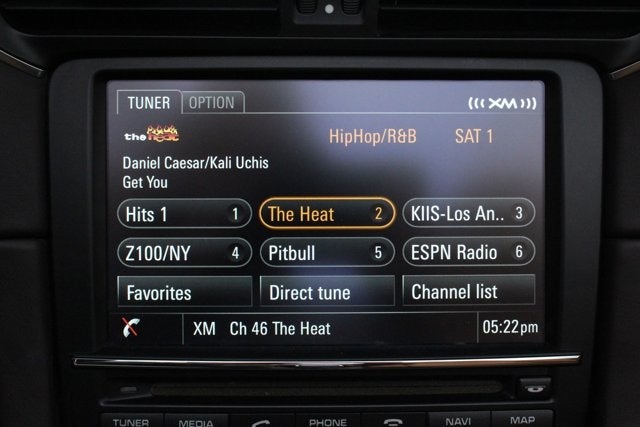 TUNER OPTION (((XM)))
the heat HipHop/R&B SAT 1
Daniel Caesar/Kali Uchis
Get You
Hits 1 1 The Heat 2 KIIS-Los An.. 3
Z100/NY 4 Pitbull 5 ESPN Radio 6
Favorites Direct tune Channel list
XM Ch 46 The Heat 05:22pm
TUNER MEDIA PHONE NAVI MAP